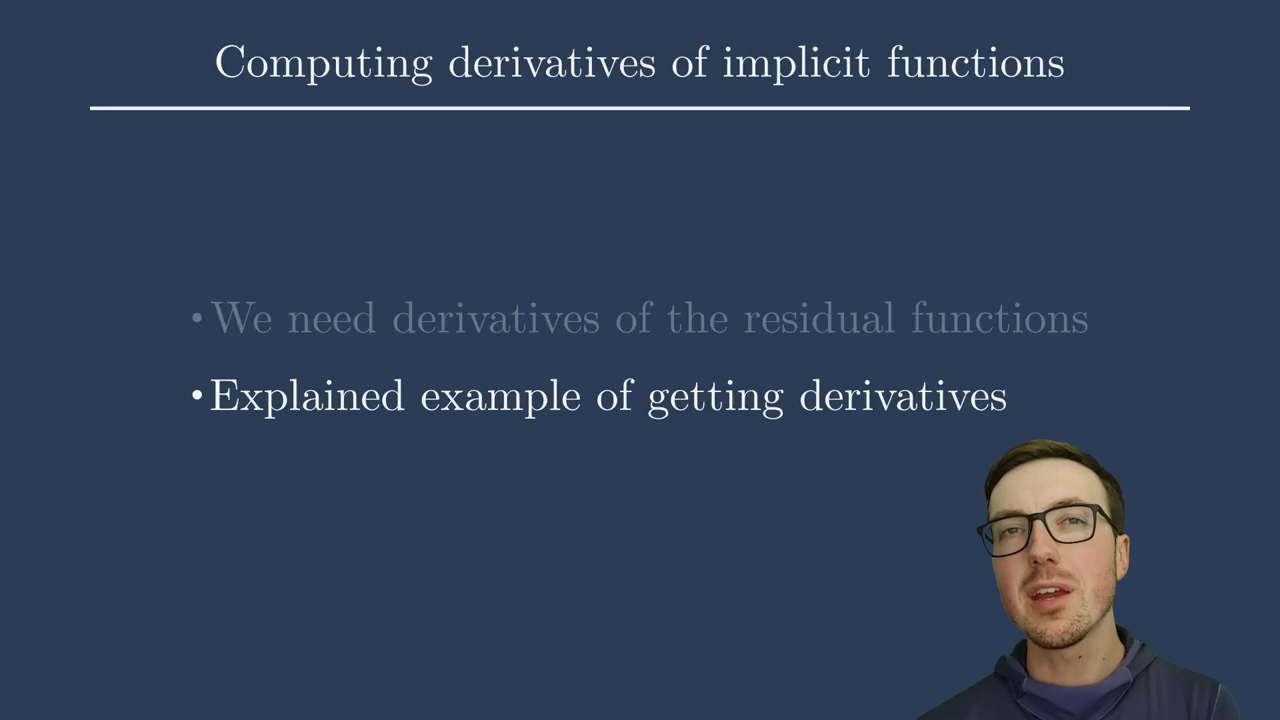 Computing derivatives of implicit functions
• We need derivatives of the residual functions
• Explained example of getting derivatives